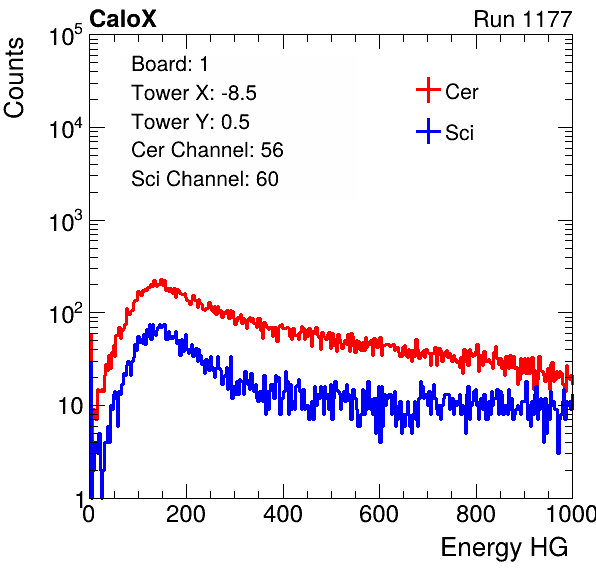 CaloX Run 1177
Counts
Board: 1
Tower X: -8.5
Tower Y: 0.5
Cer Channel: 56
Sci Channel: 60
Cer
Sci
10^5
10^4
10^3
10^2
10
1
0 200 400 600 800 1000
Energy HG